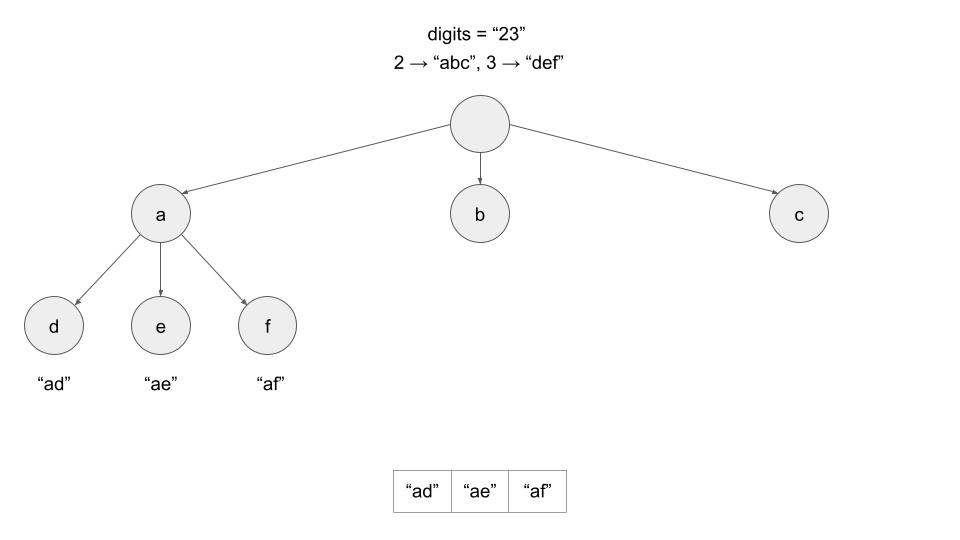 digits = “23”
2 → “abc”, 3 → “def”
a
b
c
d
e
f
“ad”
“ae”
“af”
“ad”
“ae”
“af”